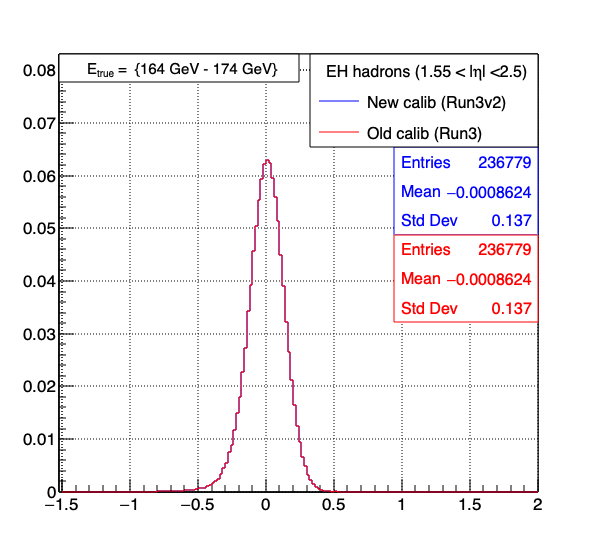 E_true = {164 GeV - 174 GeV}
EH hadrons (1.55 < |η| <2.5)
New calib (Run3v2)
Old calib (Run3)
Entries 236779
Mean −0.0008624
Std Dev 0.137
Entries 236779
Mean −0.0008624
Std Dev 0.137
0.08
0.07
0.06
0.05
0.04
0.03
0.02
0.01
0
−1.5 −1 −0.5 0 0.5 1 1.5 2